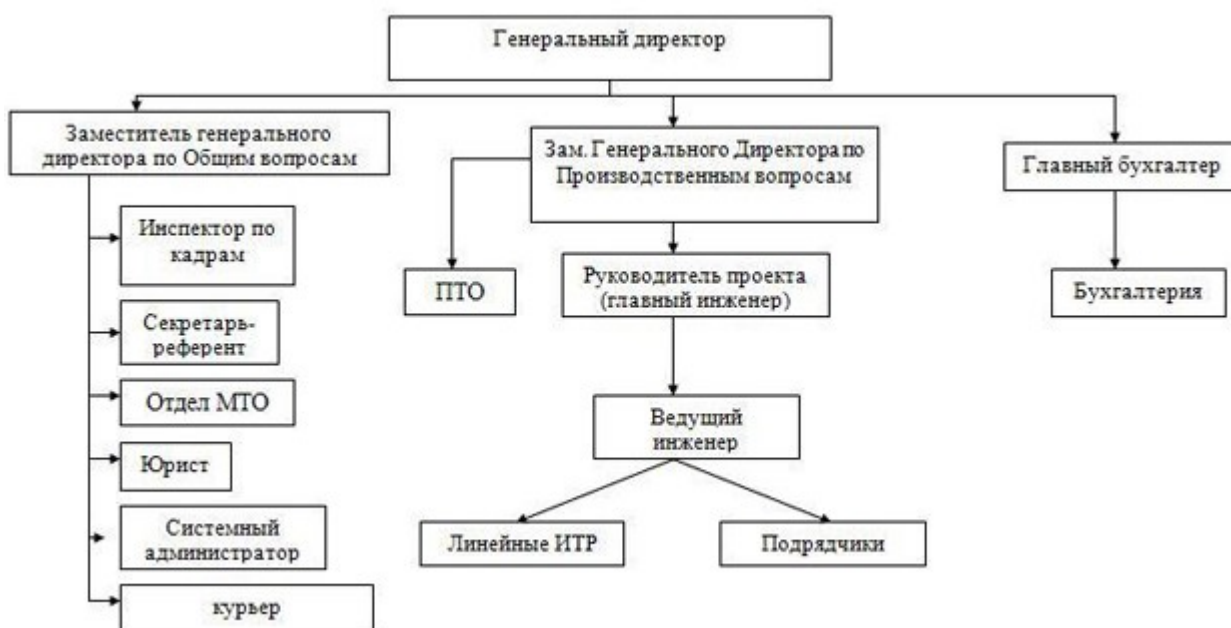 Генеральный директор
Заместитель генерального
директора по Общим вопросам
Зам. Генерального Директора по
Производственным вопросам
Главный бухгалтер
Инспектор по
кадрам
ПТО
Руководитель проекта
(главный инженер)
Бухгалтерия
Секретарь-
референт
Отдел МТО
Ведущий
инженер
Юрист
Системный
администратор
Линейные ИТР
Подрядчики
курьер